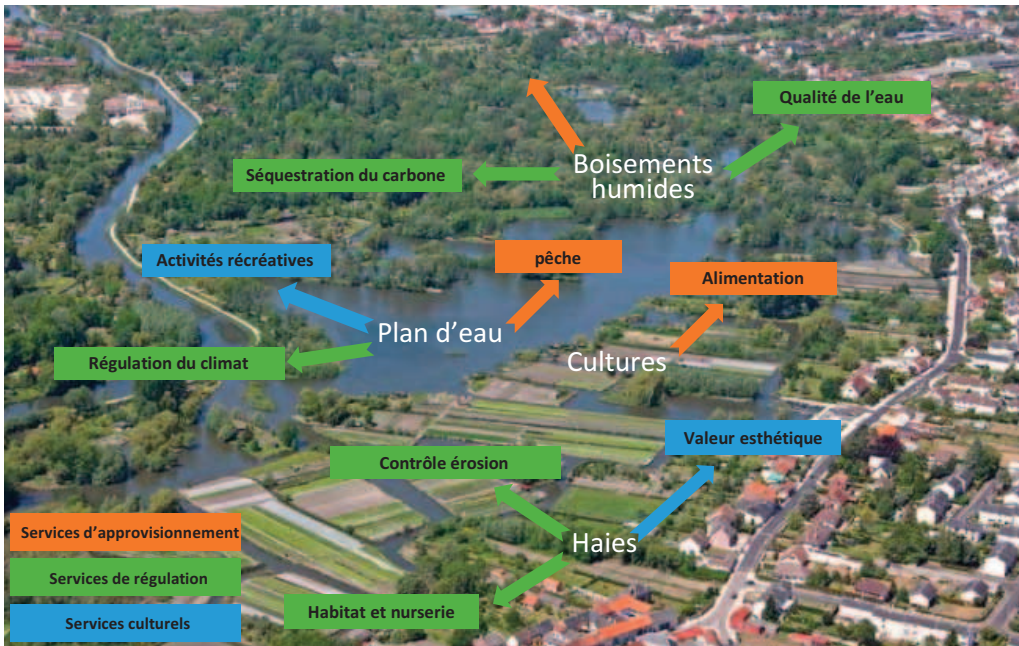 Qualité de l’eau
Boisements
humides
Séquestration du carbone
Activités récréatives
pêche
Alimentation
Plan d’eau
Cultures
Régulation du climat
Valeur esthétique
Contrôle érosion
Haies
Habitat et nurserie
Services d’approvisionnement
Services de régulation
Services culturels